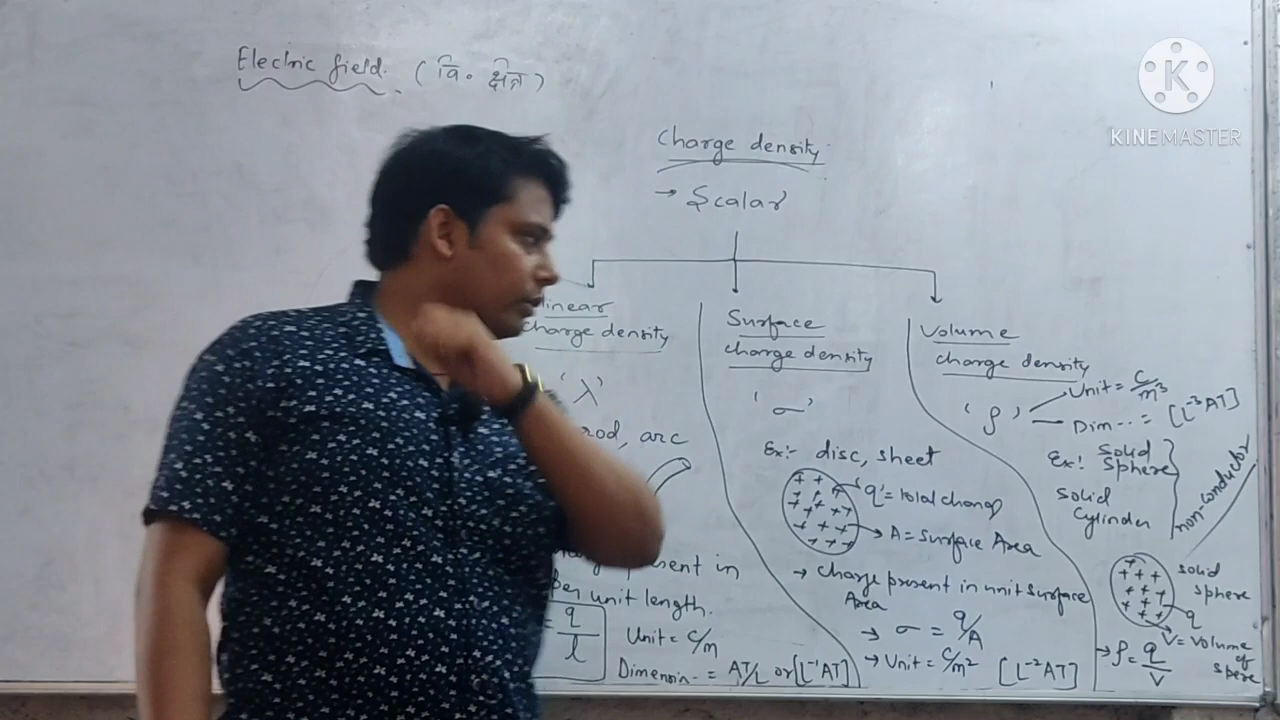 Electric field. (वि. क्षेत्र)
KINEMASTER
Charge density
→ Scalar
linear
charge density
'λ'
rod, arc
sent in
per unit length.
= q/l
Unit = C/m
Dimension = AT/L or [L⁻¹AT]
Surface
charge density
'σ'
Ex:- disc, sheet
q = total charge
A = Surface Area
→ Charge present in unit surface
Area
→ σ = q/A
→ Unit = C/m² [L⁻²AT]
Volume
charge density
'ρ'
Unit = C/m³
Dim... = [L⁻³AT]
Ex! Solid
Sphere
Solid
Cylinder
non-conductor
solid
sphere
q
V = volume
of
spere
→ ρ = q/V